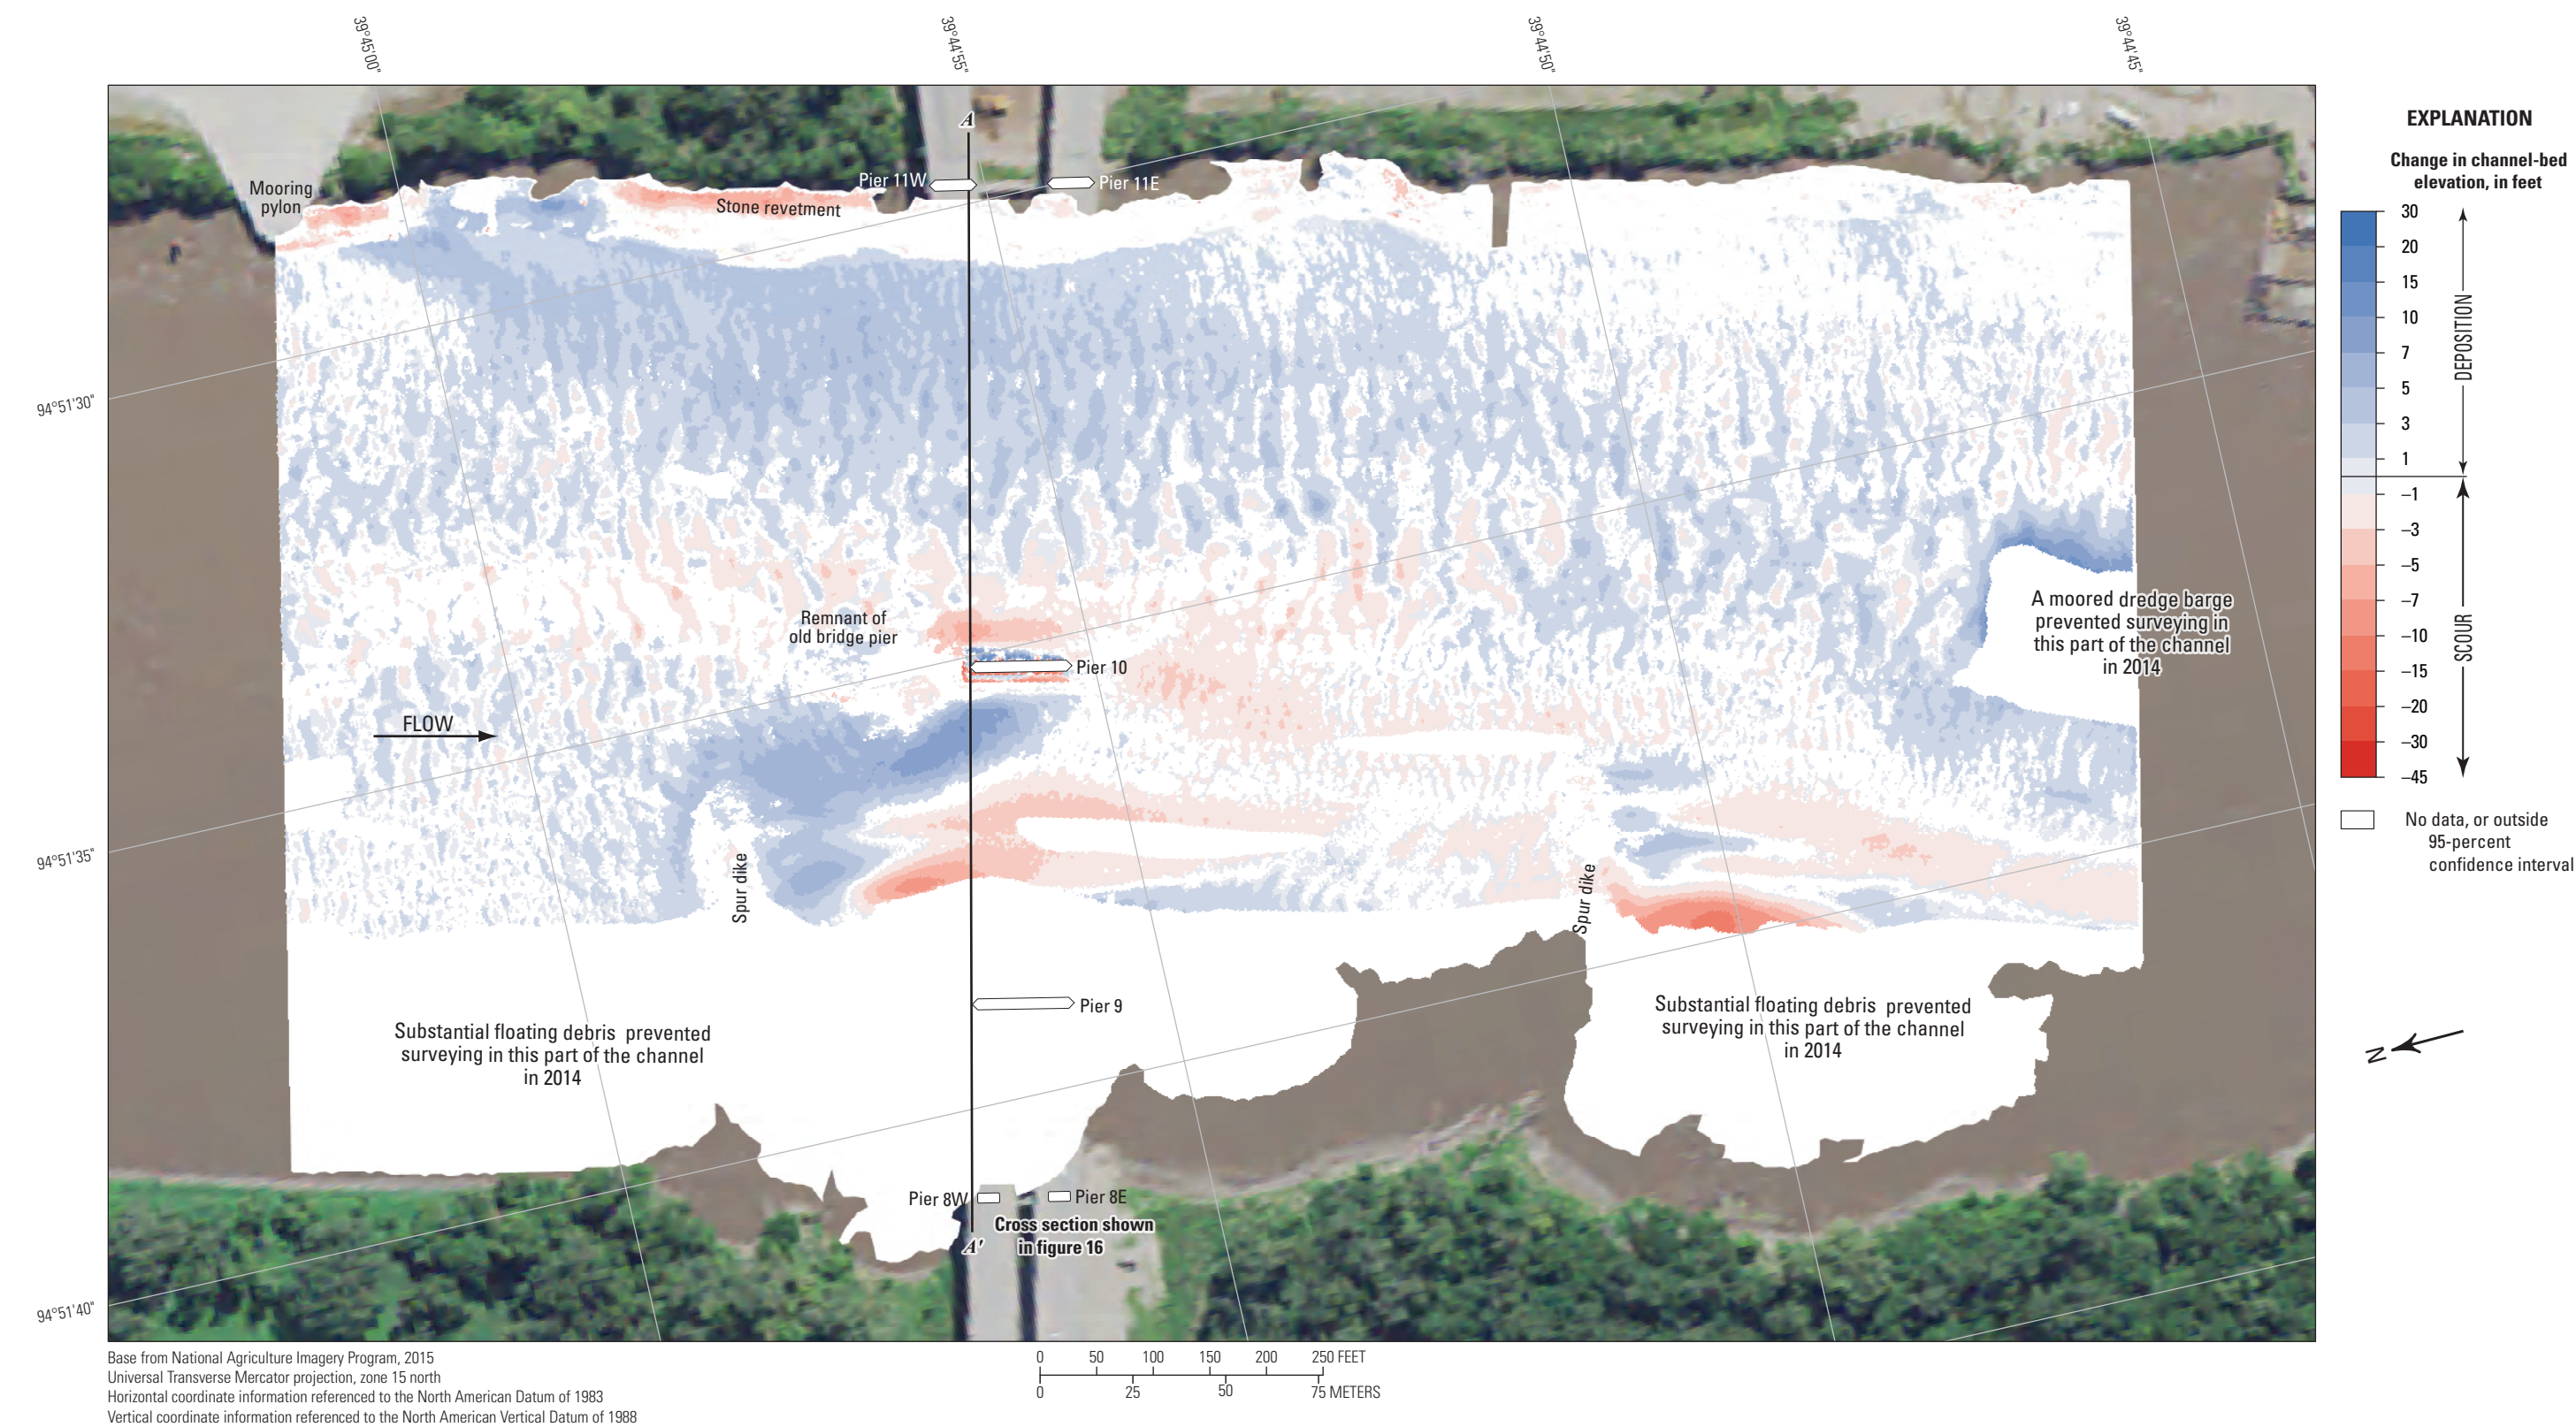 39°45'00"
39°44'55"
39°44'50"
39°44'45"
94°51'30"
94°51'35"
94°51'40"
A
Mooring
pylon
Stone revetment
Pier 11W
Pier 11E
Remnant of
old bridge pier
Pier 10
FLOW
A moored dredge barge
prevented surveying in
this part of the channel
in 2014
Spur dike
Spur dike
Pier 9
Substantial floating debris prevented
surveying in this part of the channel
in 2014
Substantial floating debris prevented
surveying in this part of the channel
in 2014
Pier 8W
Pier 8E
Cross section shown
in figure 16
A'
EXPLANATION
Change in channel-bed
elevation, in feet
30
20
15
10
7
5
3
1
–1
–3
–5
–7
–10
–15
–20
–30
–45
DEPOSITION
SCOUR
No data, or outside
95-percent
confidence interval
N
Base from National Agriculture Imagery Program, 2015
Universal Transverse Mercator projection, zone 15 north
Horizontal coordinate information referenced to the North American Datum of 1983
Vertical coordinate information referenced to the North American Vertical Datum of 1988
0 50 100 150 200 250 FEET
0 25 50 75 METERS